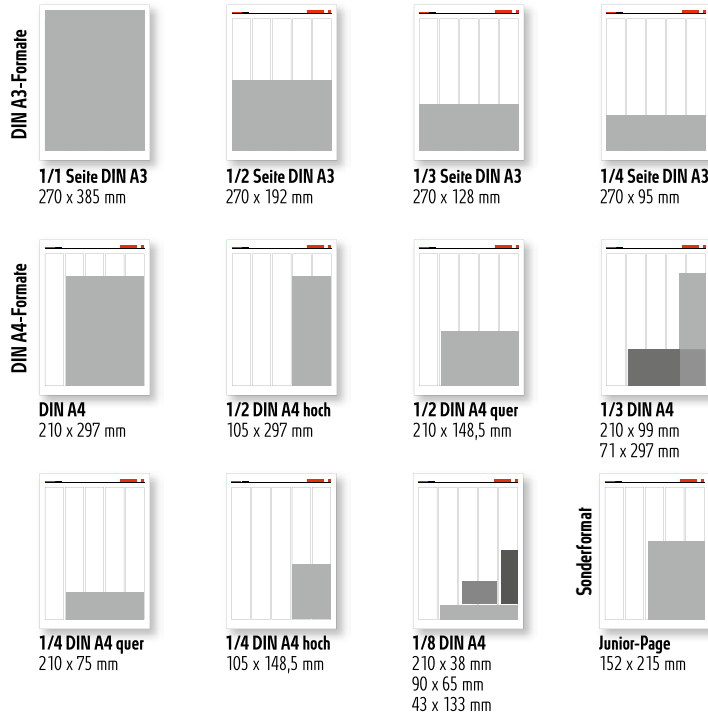 DIN A3-Formate
1/1 Seite DIN A3
270 x 385 mm
1/2 Seite DIN A3
270 x 192 mm
1/3 Seite DIN A3
270 x 128 mm
1/4 Seite DIN A3
270 x 95 mm
DIN A4-Formate
DIN A4
210 x 297 mm
1/2 DIN A4 hoch
105 x 297 mm
1/2 DIN A4 quer
210 x 148,5 mm
1/3 DIN A4
210 x 99 mm
71 x 297 mm
1/4 DIN A4 quer
210 x 75 mm
1/4 DIN A4 hoch
105 x 148,5 mm
1/8 DIN A4
210 x 38 mm
90 x 65 mm
43 x 133 mm
Sonderformat
Junior-Page
152 x 215 mm